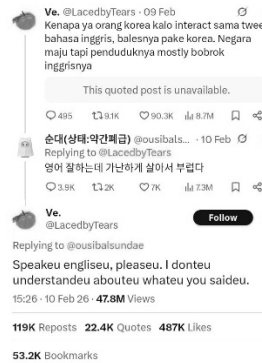 Ve. @LacedbyTears · 09 Feb
Kenapa ya orang korea kalo interact sama twee
bahasa inggris, balesnya pake korea. Negara
maju tapi penduduknya mostly bobrok
inggrisnya
This quoted post is unavailable.
495 9.1K 90.3K 8.7M
순대(상태:약간폐급) @ousibals... · 10 Feb
Replying to @LacedbyTears
영어 잘하는데 가난하게 살아서 부럽다
3.9K 2K 7K 7.3M
Ve.
@LacedbyTears
Follow
Replying to @ousibalsundae
Speakeu engliseu, pleaseu. I donteu
understandeu abouteu whateu you saideu.
15:26 · 10 Feb 26 · 47.8M Views
119K Reposts 22.4K Quotes 487K Likes
53.2K Bookmarks